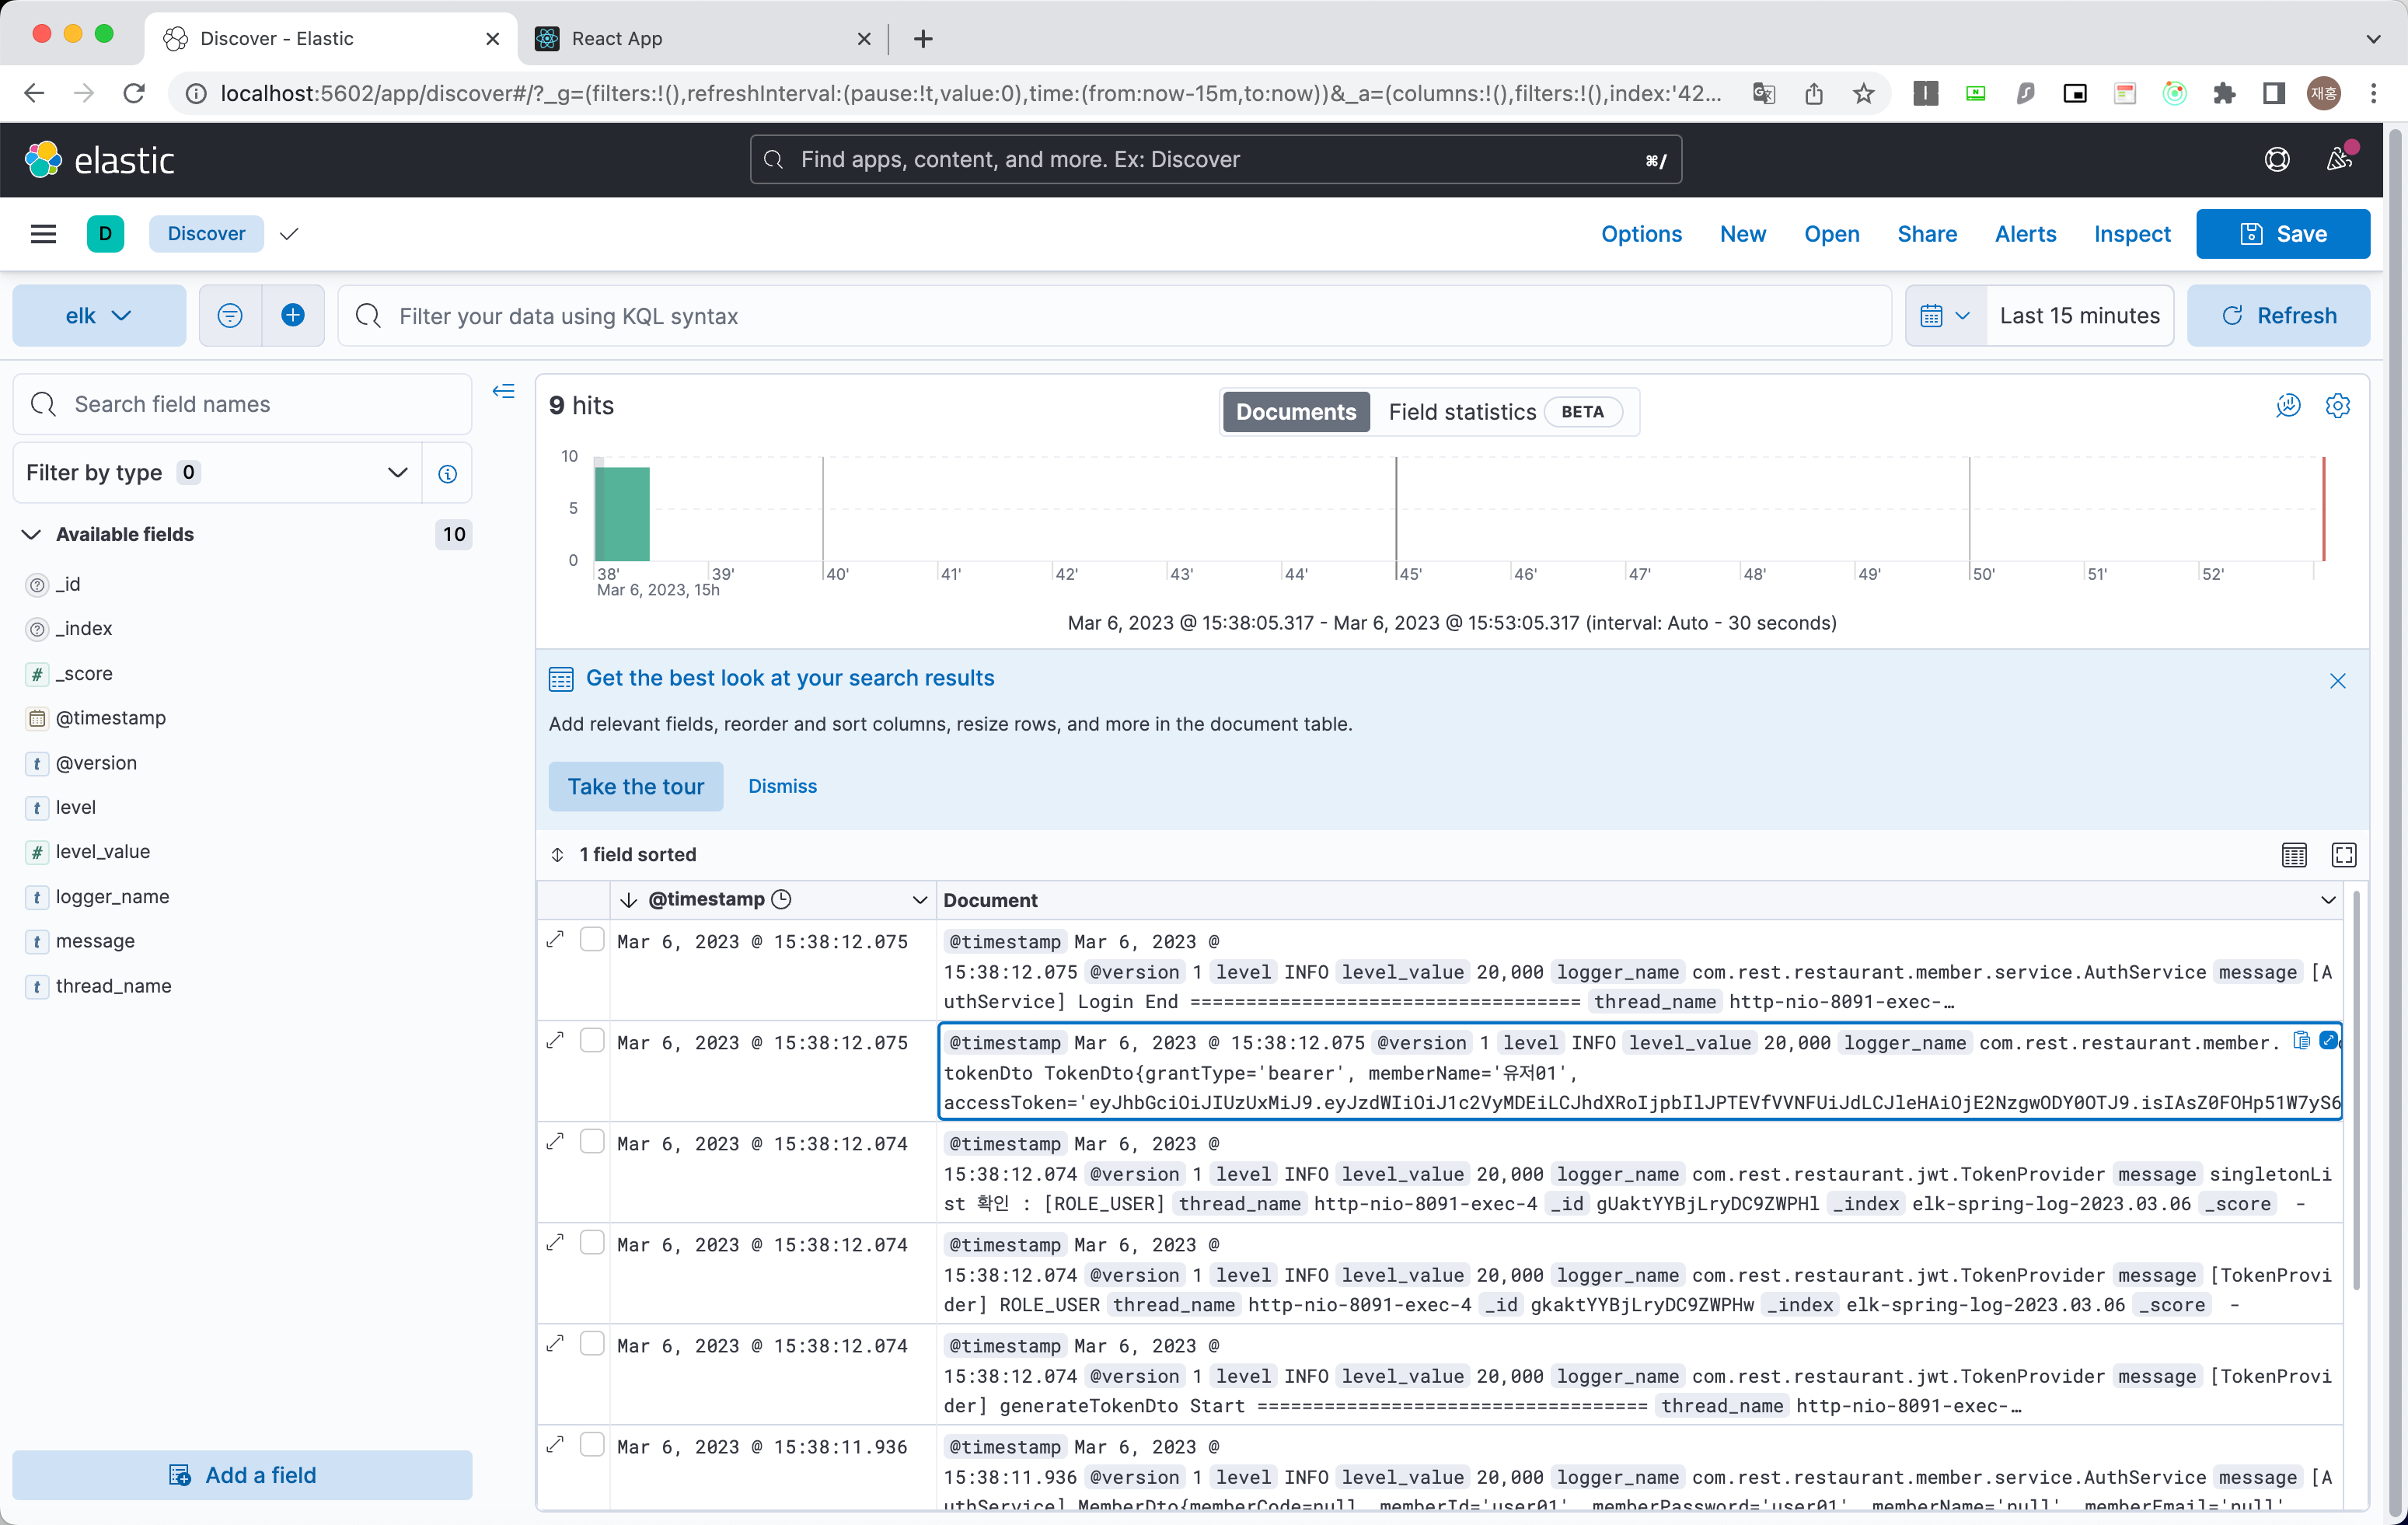 Discover - Elastic
React App
localhost:5602/app/discover#/?_g=(filters:!(),refreshInterval:(pause:!t,value:0),time:(from:now-15m,to:now))&_a=(columns:!(),filters:!(),index:'42...
재홍
elastic
Find apps, content, and more. Ex: Discover
⌘/
D
Discover
Options
New
Open
Share
Alerts
Inspect
Save
elk
Filter your data using KQL syntax
Last 15 minutes
Refresh
Search field names
Filter by type 0
Available fields 10
_id
_index
# _score
@timestamp
t @version
t level
# level_value
t logger_name
t message
t thread_name
Add a field
9 hits
Documents
Field statistics BETA
10
5
0
38' 39' 40' 41' 42' 43' 44' 45' 46' 47' 48' 49' 50' 51' 52'
Mar 6, 2023, 15h
Mar 6, 2023 @ 15:38:05.317 - Mar 6, 2023 @ 15:53:05.317 (interval: Auto - 30 seconds)
Get the best look at your search results
Add relevant fields, reorder and sort columns, resize rows, and more in the document table.
Take the tour
Dismiss
1 field sorted
@timestamp
Document
Mar 6, 2023 @ 15:38:12.075
@timestamp Mar 6, 2023 @
15:38:12.075 @version 1 level INFO level_value 20,000 logger_name com.rest.restaurant.member.service.AuthService message [A
uthService] Login End =================================== thread_name http-nio-8091-exec-…
Mar 6, 2023 @ 15:38:12.075
@timestamp Mar 6, 2023 @ 15:38:12.075 @version 1 level INFO level_value 20,000 logger_name com.rest.restaurant.member.
tokenDto TokenDto{grantType='bearer', memberName='유저01',
accessToken='eyJhbGciOiJIUzUxMiJ9.eyJzdWIiOiJ1c2VyMDEiLCJhdXRoIjpbIlJPTEVfVVNFUiJdLCJleHAiOjE2NzgwODY0OTJ9.isIAsZ0FOHp51W7yS6
Mar 6, 2023 @ 15:38:12.074
@timestamp Mar 6, 2023 @
15:38:12.074 @version 1 level INFO level_value 20,000 logger_name com.rest.restaurant.jwt.TokenProvider message singletonLi
st 확인 : [ROLE_USER] thread_name http-nio-8091-exec-4 _id gUaktYYBjLryDC9ZWPHl _index elk-spring-log-2023.03.06 _score -
Mar 6, 2023 @ 15:38:12.074
@timestamp Mar 6, 2023 @
15:38:12.074 @version 1 level INFO level_value 20,000 logger_name com.rest.restaurant.jwt.TokenProvider message [TokenProvi
der] ROLE_USER thread_name http-nio-8091-exec-4 _id gkaktYYBjLryDC9ZWPHw _index elk-spring-log-2023.03.06 _score -
Mar 6, 2023 @ 15:38:12.074
@timestamp Mar 6, 2023 @
15:38:12.074 @version 1 level INFO level_value 20,000 logger_name com.rest.restaurant.jwt.TokenProvider message [TokenProvi
der] generateTokenDto Start =================================== thread_name http-nio-8091-exec-…
Mar 6, 2023 @ 15:38:11.936
@timestamp Mar 6, 2023 @
15:38:11.936 @version 1 level INFO level_value 20,000 logger_name com.rest.restaurant.member.service.AuthService message [A
uthService] MemberDto{memberCode=null, memberId='user01', memberPassword='user01', memberName='null', memberEmail='null'